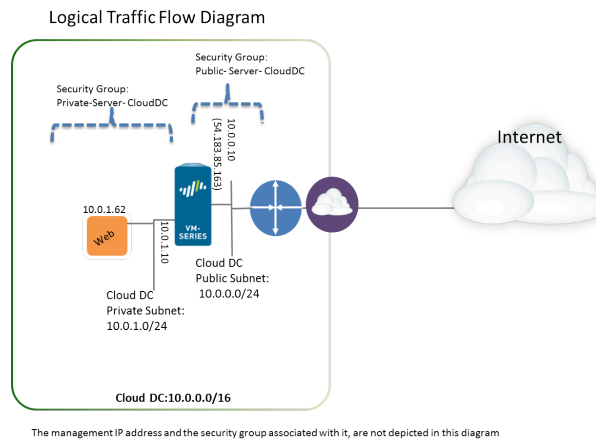 Logical Traffic Flow Diagram
Security Group:
Public- Server- CloudDC
Security Group:
Private-Server- CloudDC
10.0.0.10
(54.183.85.163)
Internet
10.0.1.62
Web
10.0.1.10
VM-
SERIES
Cloud DC
Public Subnet:
10.0.0.0/24
Cloud DC
Private Subnet:
10.0.1.0/24
Cloud DC:10.0.0.0/16
The management IP address and the security group associated with it, are not depicted in this diagram